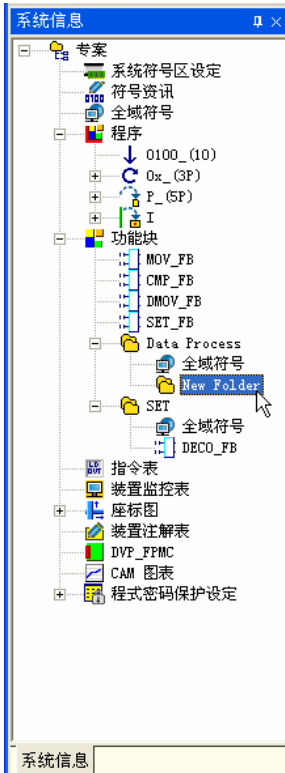 系统信息
专案
系统符号区设定
符号资讯
全域符号
程序
O100_(10)
Ox_(3P)
P_(5P)
I
功能块
MOV_FB
CMP_FB
DMOV_FB
SET_FB
Data Process
全域符号
New Folder
SET
全域符号
DECO_FB
指令表
装置监控表
座标图
装置注解表
DVP_FPMC
CAM 图表
程式密码保护设定
系统信息